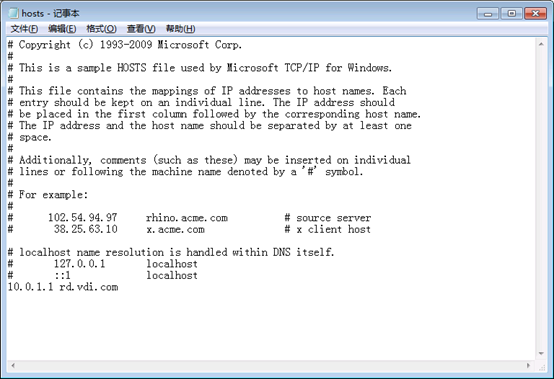 hosts - 记事本
文件(F) 编辑(E) 格式(O) 查看(V) 帮助(H)
# Copyright (c) 1993-2009 Microsoft Corp.
#
# This is a sample HOSTS file used by Microsoft TCP/IP for Windows.
#
# This file contains the mappings of IP addresses to host names. Each
# entry should be kept on an individual line. The IP address should
# be placed in the first column followed by the corresponding host name.
# The IP address and the host name should be separated by at least one
# space.
#
# Additionally, comments (such as these) may be inserted on individual
# lines or following the machine name denoted by a '#' symbol.
#
# For example:
#
#      102.54.94.97     rhino.acme.com          # source server
#       38.25.63.10     x.acme.com              # x client host

# localhost name resolution is handled within DNS itself.
#       127.0.0.1       localhost
#       ::1             localhost
10.0.1.1 rd.vdi.com